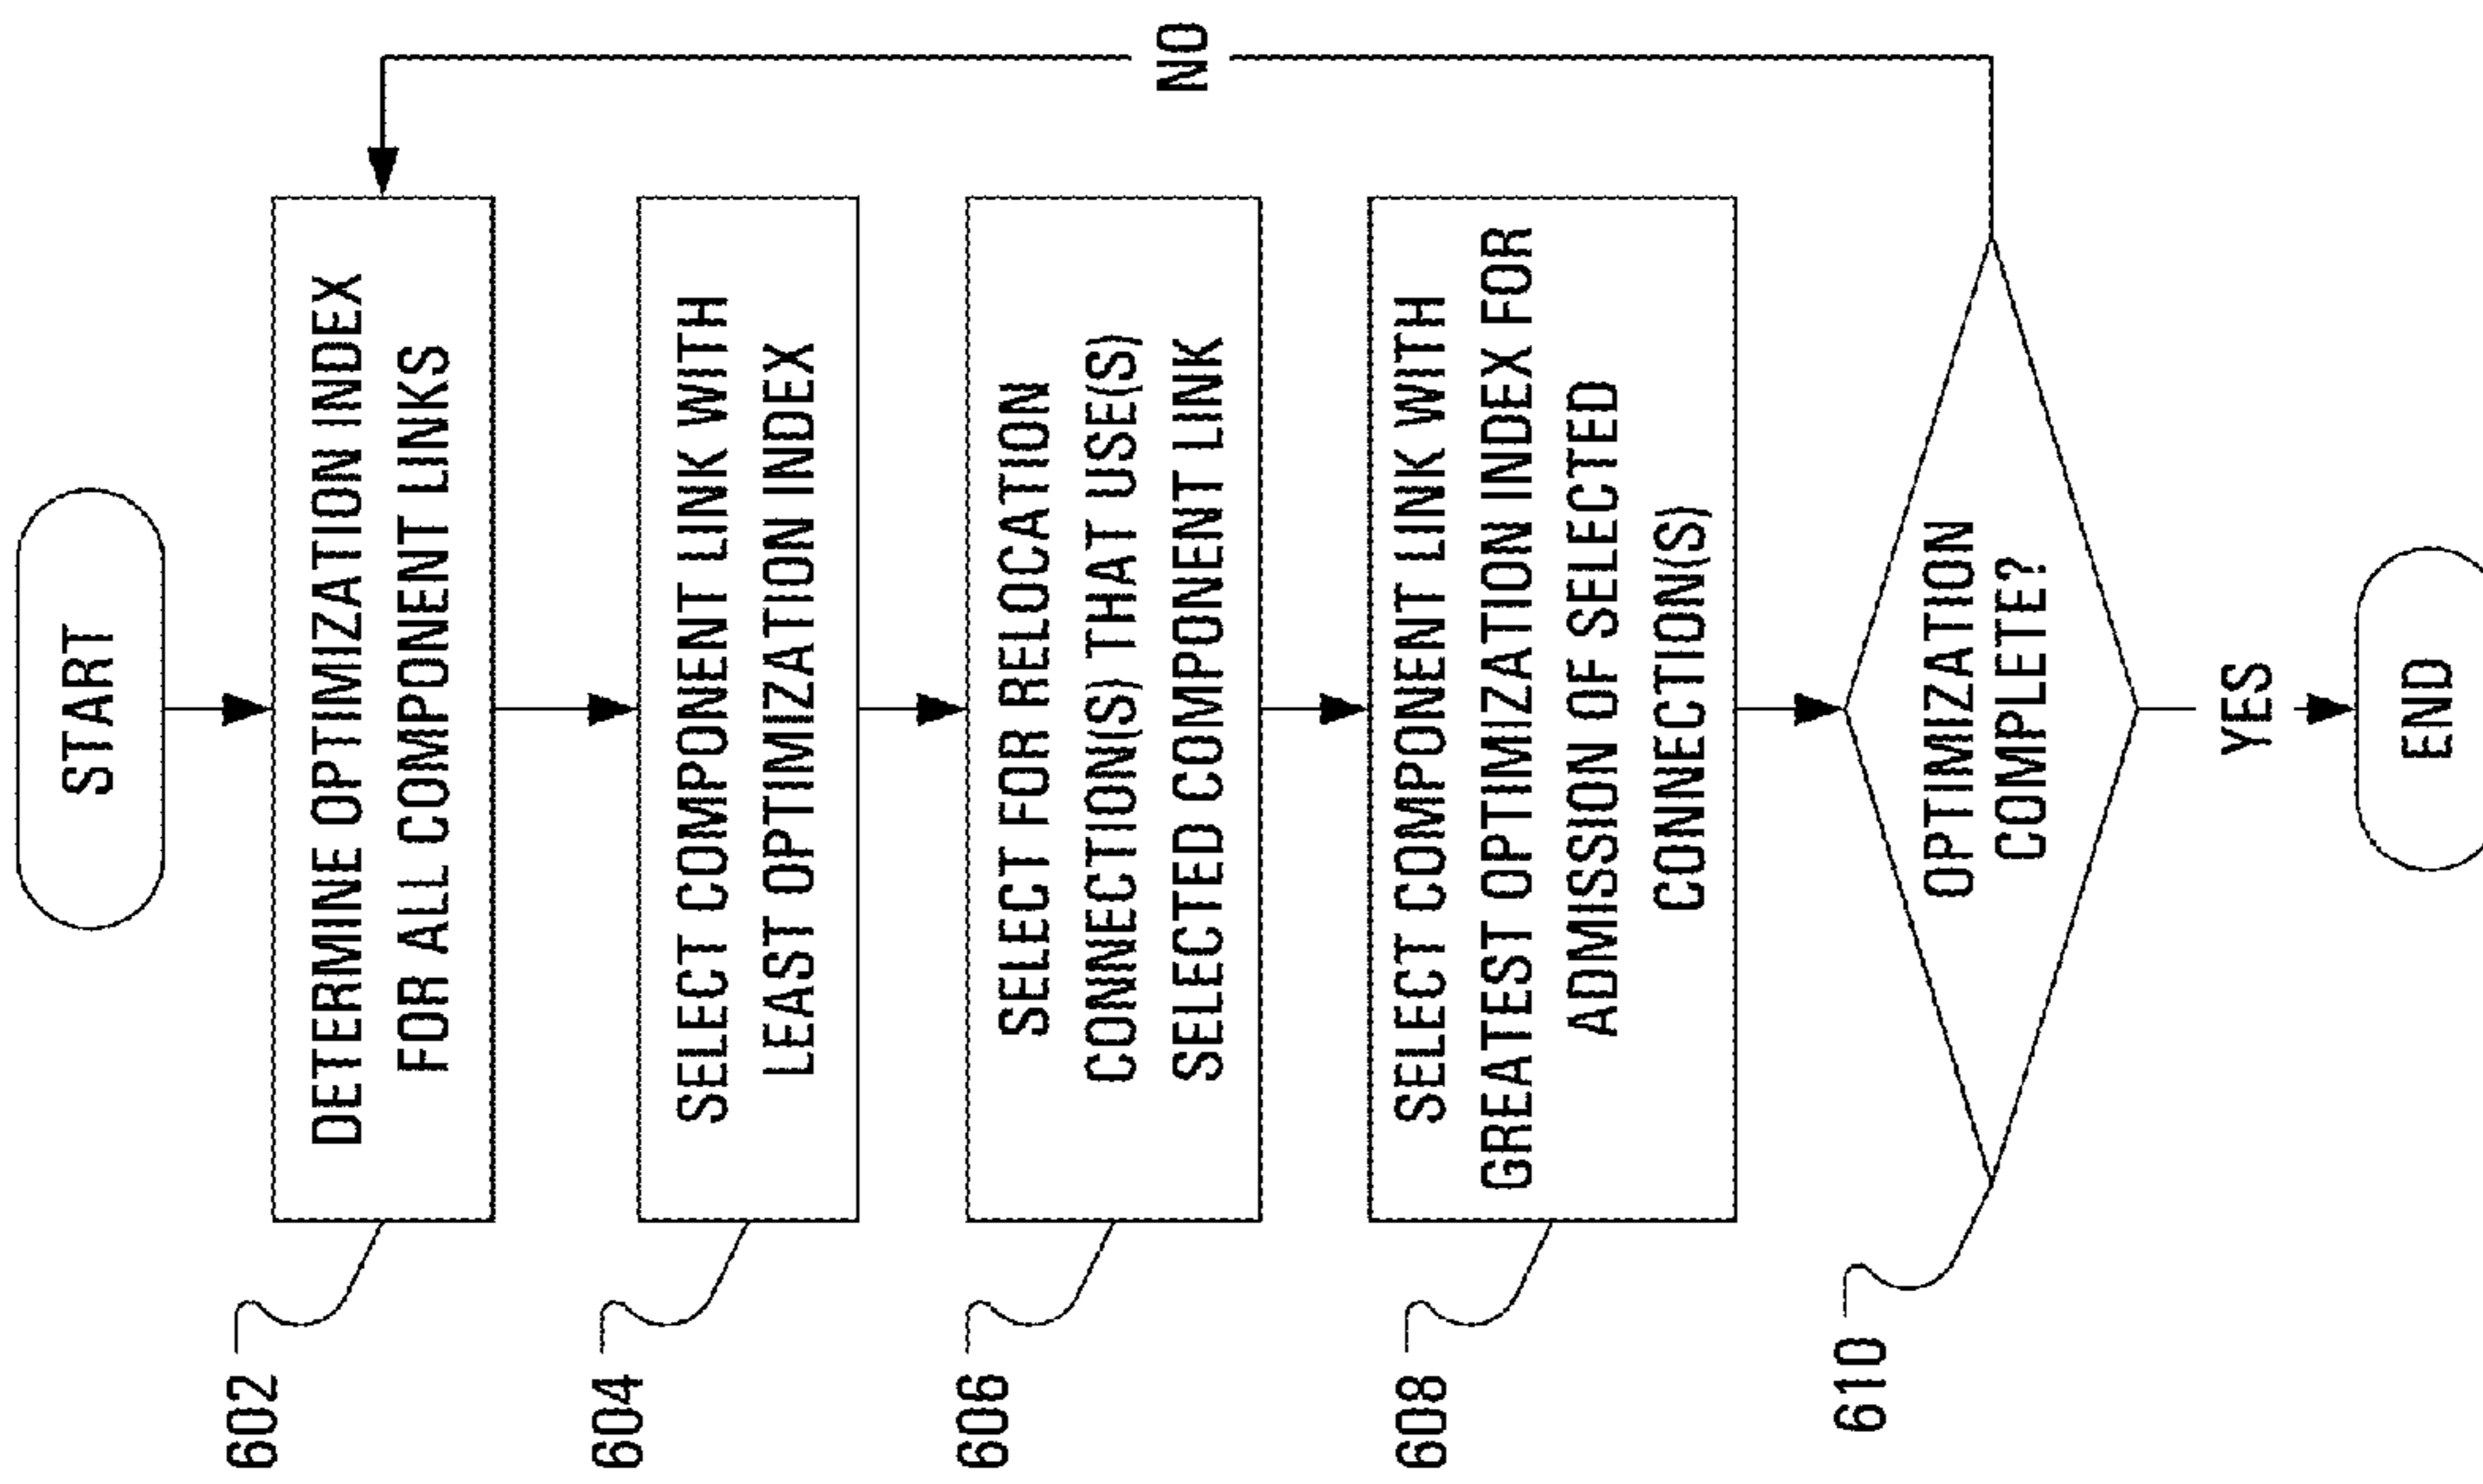 START
602
DETERMINE OPTIMIZATION INDEX
FOR ALL COMPONENT LINKS
604
SELECT COMPONENT LINK WITH
LEAST OPTIMIZATION INDEX
606
SELECT FOR RELOCATION
CONNECTION(S) THAT USE(S)
SELECTED COMPONENT LINK
608
SELECT COMPONENT LINK WITH
GREATEST OPTIMIZATION INDEX FOR
ADMISSION OF SELECTED
CONNECTION(S)
610
OPTIMIZATION
COMPLETE?
NO
YES
END